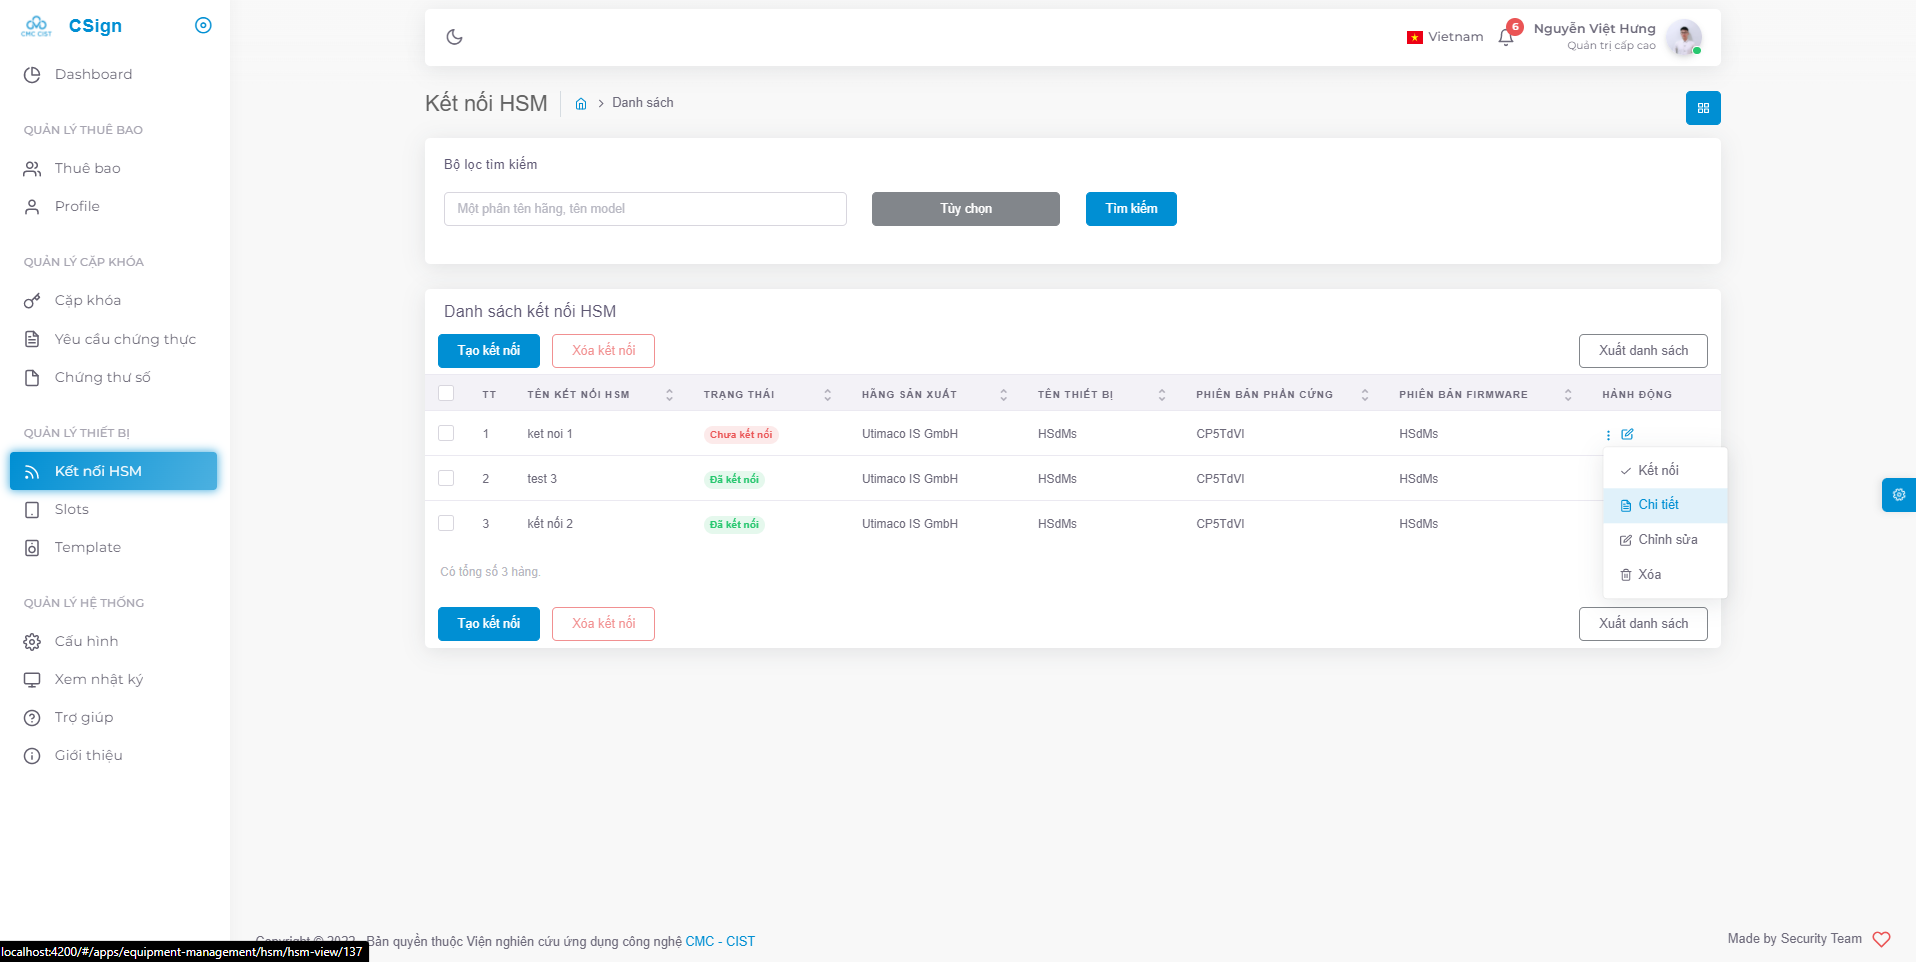 CMC CIST
CSign
Dashboard
QUẢN LÝ THUÊ BAO
Thuê bao
Profile
QUẢN LÝ CẶP KHÓA
Cặp khóa
Yêu cầu chứng thực
Chứng thư số
QUẢN LÝ THIẾT BỊ
Kết nối HSM
Slots
Template
QUẢN LÝ HỆ THỐNG
Cấu hình
Xem nhật ký
Trợ giúp
Giới thiệu
Vietnam
6
Nguyễn Việt Hưng
Quản trị cấp cao
Kết nối HSM
Danh sách
Bộ lọc tìm kiếm
Một phần tên hãng, tên model
Tùy chọn
Tìm kiếm
Danh sách kết nối HSM
Tạo kết nối
Xóa kết nối
Xuất danh sách
TT TÊN KẾT NỐI HSM TRẠNG THÁI HÃNG SẢN XUẤT TÊN THIẾT BỊ PHIÊN BẢN PHẦN CỨNG PHIÊN BẢN FIRMWARE HÀNH ĐỘNG
1 ket noi 1 Chưa kết nối Utimaco IS GmbH HSdMs CP5TdVl HSdMs
2 test 3 Đã kết nối Utimaco IS GmbH HSdMs CP5TdVl HSdMs
3 kết nối 2 Đã kết nối Utimaco IS GmbH HSdMs CP5TdVl HSdMs
Kết nối
Chi tiết
Chỉnh sửa
Xóa
Có tổng số 3 hàng.
Tạo kết nối
Xóa kết nối
Xuất danh sách
Copyright © 2022 Bản quyền thuộc Viện nghiên cứu ứng dụng công nghệ CMC - CIST
Made by Security Team
localhost:4200/#/apps/equipment-management/hsm/hsm-view/137